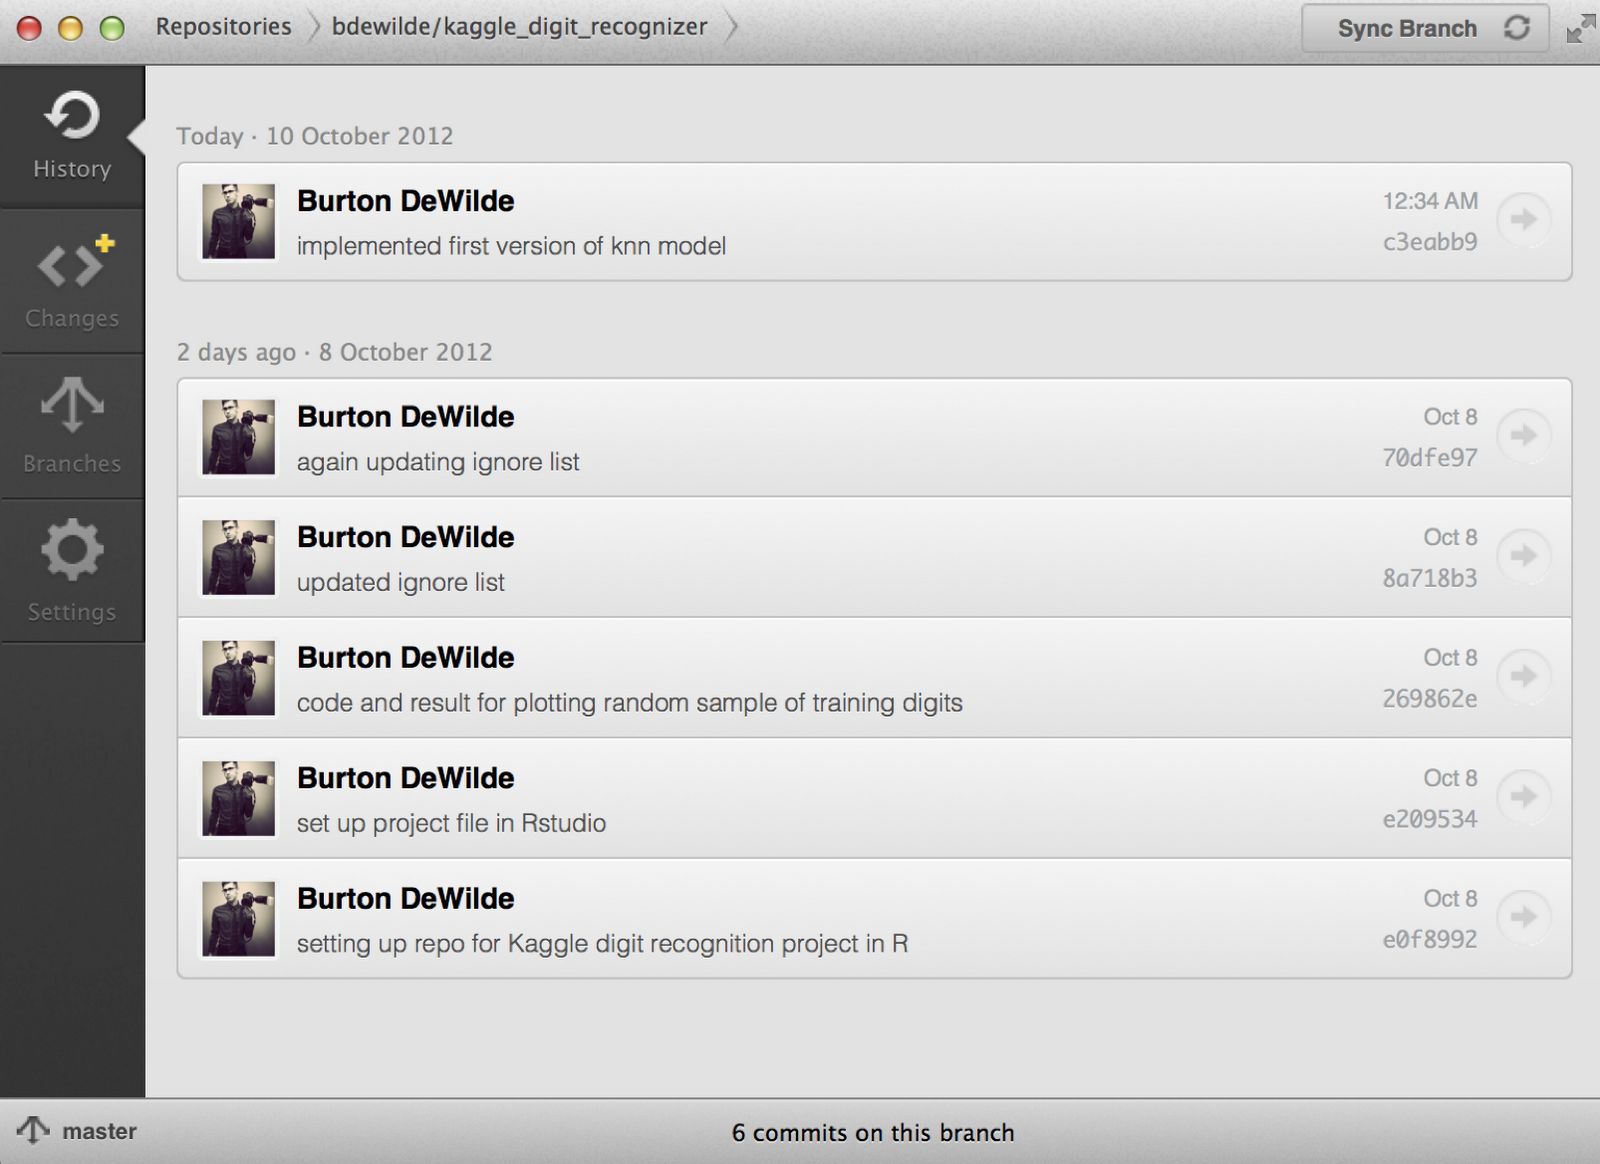 Repositories bdewilde/kaggle_digit_recognizer Sync Branch
History
Changes
Branches
Settings
Today · 10 October 2012
Burton DeWilde 12:34 AM
implemented first version of knn model c3eabb9
2 days ago · 8 October 2012
Burton DeWilde Oct 8
again updating ignore list 70dfe97
Burton DeWilde Oct 8
updated ignore list 8a718b3
Burton DeWilde Oct 8
code and result for plotting random sample of training digits 269862e
Burton DeWilde Oct 8
set up project file in Rstudio e209534
Burton DeWilde Oct 8
setting up repo for Kaggle digit recognition project in R e0f8992
master 6 commits on this branch